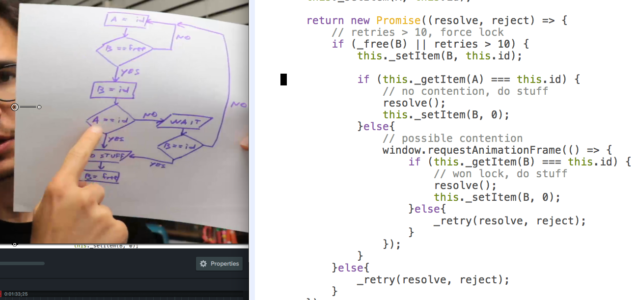 A = id
NO
B == Free
YES
B = id
NO
A == id
NO
WAIT
YES
B == id
YES
DO STUFF
B = Free
Properties
return new Promise((resolve, reject) => {
// retries > 10, force lock
if (_free(B) || retries > 10) {
this._setItem(B, this.id);
if (this._getItem(A) === this.id) {
// no contention, do stuff
resolve();
this._setItem(B, 0);
}else{
// possible contention
window.requestAnimationFrame(() => {
if (this._getItem(B) === this.id) {
// won lock, do stuff
resolve();
this._setItem(B, 0);
}else{
_retry(resolve, reject);
}
});
}
}else{
_retry(resolve, reject);
}